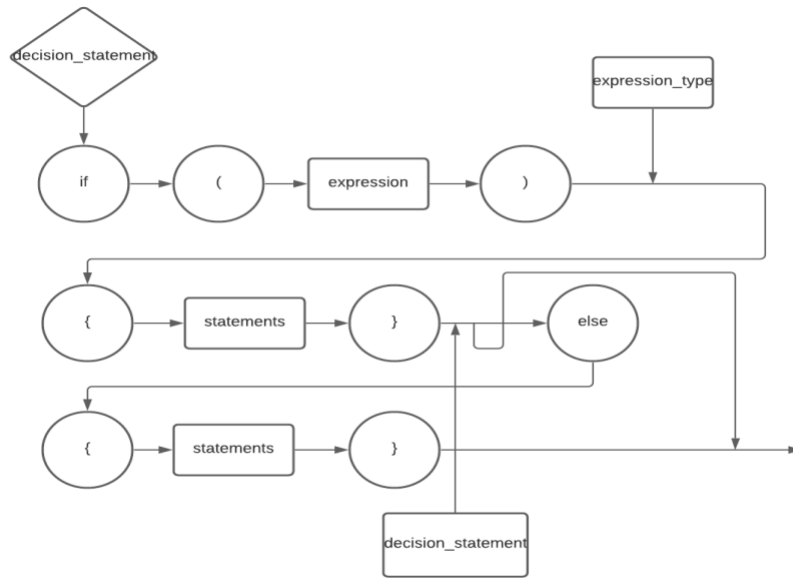 decision_statement
expression_type
if
(
expression
)
{
statements
}
else
{
statements
}
decision_statement